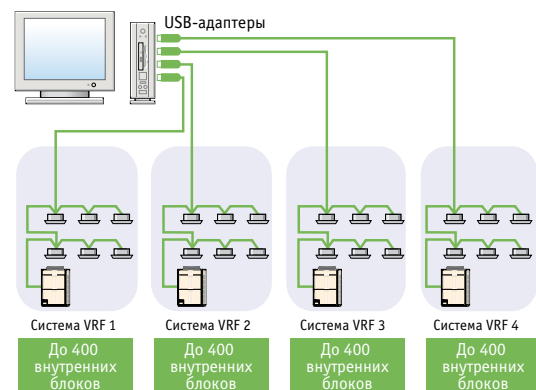 USB-адаптеры
Система VRF 1
Система VRF 2
Система VRF 3
Система VRF 4
До 400
внутренних
блоков
До 400
внутренних
блоков
До 400
внутренних
блоков
До 400
внутренних
блоков